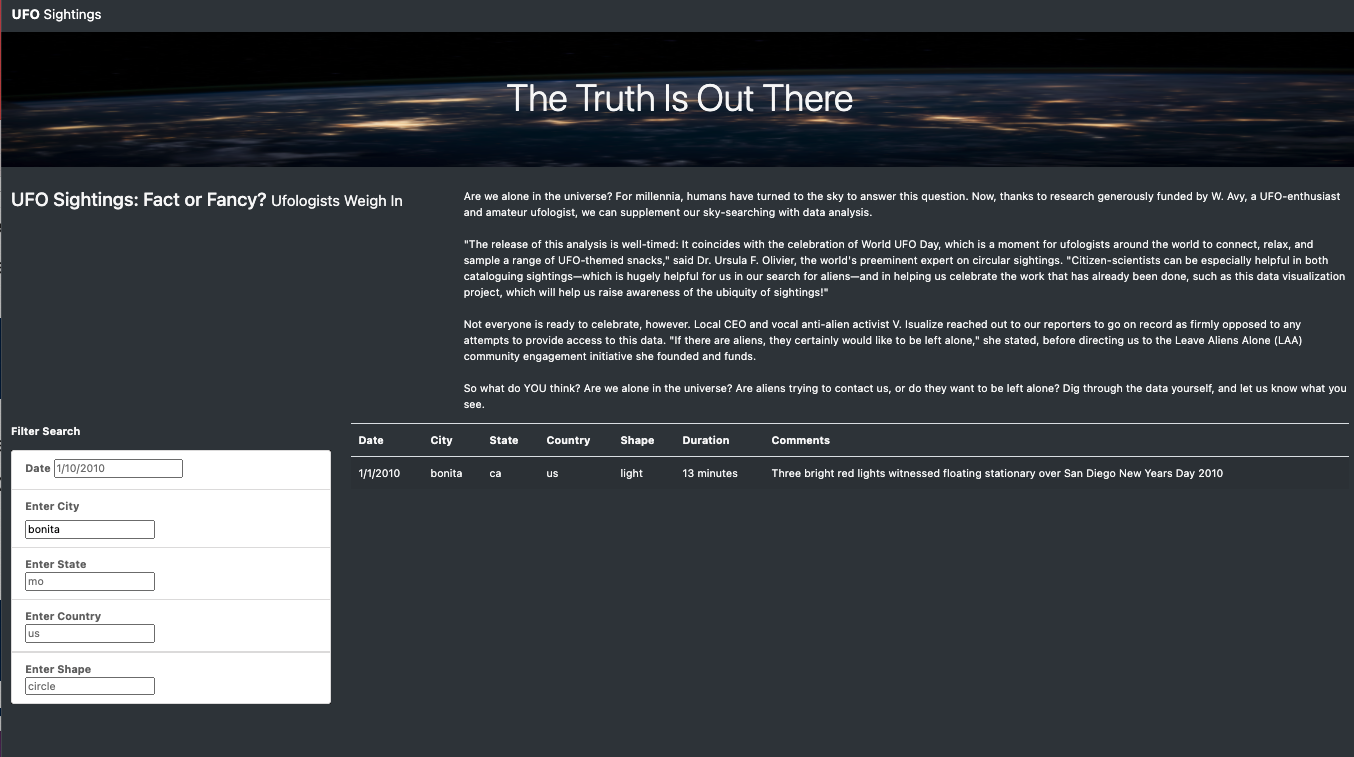 UFO Sightings
The Truth Is Out There
UFO Sightings: Fact or Fancy? Ufologists Weigh In
Are we alone in the universe? For millennia, humans have turned to the sky to answer this question. Now, thanks to research generously funded by W. Avy, a UFO-enthusiast
and amateur ufologist, we can supplement our sky-searching with data analysis.
"The release of this analysis is well-timed: It coincides with the celebration of World UFO Day, which is a moment for ufologists around the world to connect, relax, and
sample a range of UFO-themed snacks," said Dr. Ursula F. Olivier, the world's preeminent expert on circular sightings. "Citizen-scientists can be especially helpful in both
cataloguing sightings—which is hugely helpful for us in our search for aliens—and in helping us celebrate the work that has already been done, such as this data visualization
project, which will help us raise awareness of the ubiquity of sightings!"
Not everyone is ready to celebrate, however. Local CEO and vocal anti-alien activist V. Isualize reached out to our reporters to go on record as firmly opposed to any
attempts to provide access to this data. "If there are aliens, they certainly would like to be left alone," she stated, before directing us to the Leave Aliens Alone (LAA)
community engagement initiative she founded and funds.
So what do YOU think? Are we alone in the universe? Are aliens trying to contact us, or do they want to be left alone? Dig through the data yourself, and let us know what you
see.
Filter Search
Date 1/10/2010
Enter City
bonita
Enter State
mo
Enter Country
us
Enter Shape
circle
Date City State Country Shape Duration Comments
1/1/2010 bonita ca us light 13 minutes Three bright red lights witnessed floating stationary over San Diego New Years Day 2010